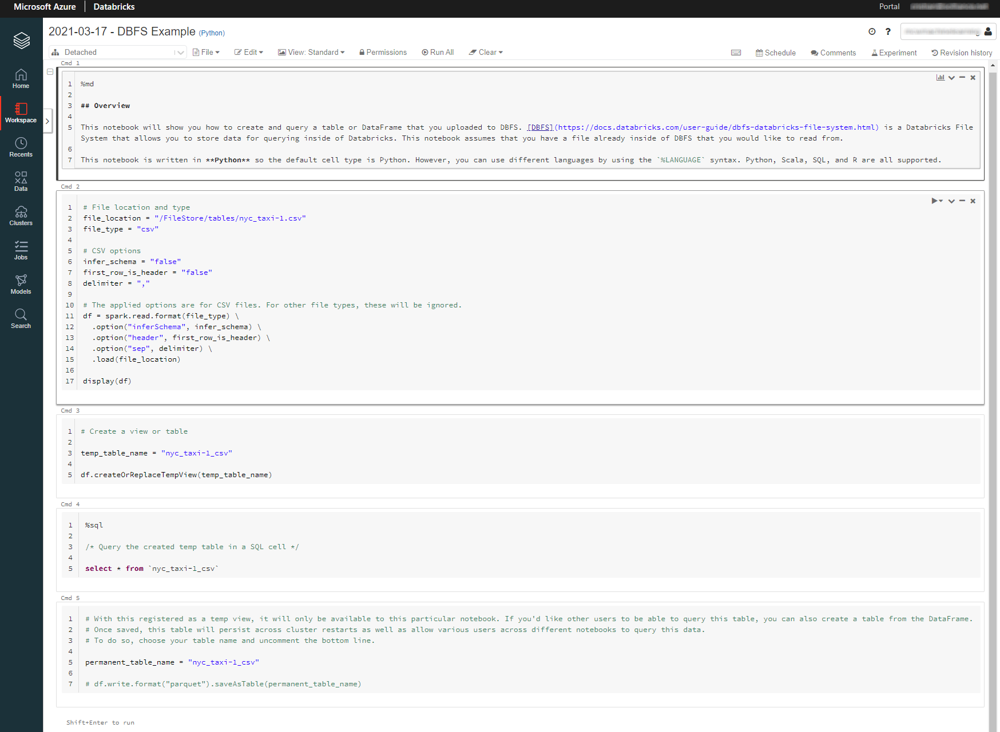 Microsoft Azure Databricks Portal
2021-03-17 - DBFS Example (Python)
Detached File Edit View: Standard Permissions Run All Clear Schedule Comments Experiment Revision history
Home
Workspace
Recents
Data
Clusters
Jobs
Models
Search
Cmd 1
1 %md
2
3 ## Overview
4
5 This notebook will show you how to create and query a table or DataFrame that you uploaded to DBFS. [DBFS](https://docs.databricks.com/user-guide/dbfs-databricks-file-system.html) is a Databricks File
System that allows you to store data for querying inside of Databricks. This notebook assumes that you have a file already inside of DBFS that you would like to read from.
6
7 This notebook is written in **Python** so the default cell type is Python. However, you can use different languages by using the `%LANGUAGE` syntax. Python, Scala, SQL, and R are all supported.
Cmd 2
1 # File location and type
2 file_location = "/FileStore/tables/nyc_taxi-1.csv"
3 file_type = "csv"
4
5 # CSV options
6 infer_schema = "false"
7 first_row_is_header = "false"
8 delimiter = ","
9
10 # The applied options are for CSV files. For other file types, these will be ignored.
11 df = spark.read.format(file_type) \
12 .option("inferSchema", infer_schema) \
13 .option("header", first_row_is_header) \
14 .option("sep", delimiter) \
15 .load(file_location)
16
17 display(df)
Cmd 3
1 # Create a view or table
2
3 temp_table_name = "nyc_taxi-1_csv"
4
5 df.createOrReplaceTempView(temp_table_name)
Cmd 4
1 %sql
2
3 /* Query the created temp table in a SQL cell */
4
5 select * from `nyc_taxi-1_csv`
Cmd 5
1 # With this registered as a temp view, it will only be available to this particular notebook. If you'd like other users to be able to query this table, you can also create a table from the DataFrame.
2 # Once saved, this table will persist across cluster restarts as well as allow various users across different notebooks to query this data.
3 # To do so, choose your table name and uncomment the bottom line.
4
5 permanent_table_name = "nyc_taxi-1_csv"
6
7 # df.write.format("parquet").saveAsTable(permanent_table_name)
Shift+Enter to run